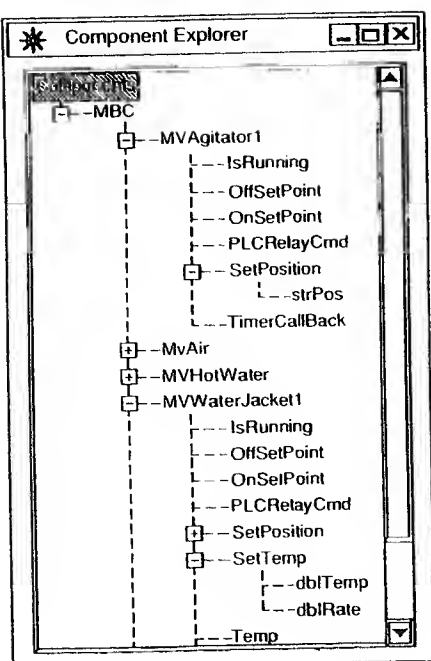 Component Explorer
MBC
MVAgitator1
IsRunning
OffSetPoint
OnSetPoint
PLCRelayCmd
SetPosition
strPos
TimerCallBack
MvAir
MVHotWater
MVWaterJacket1
IsRunning
OffSetPoint
OnSetPoint
PLCRelayCmd
SetPosition
SetTemp
dblTemp
dblRate
Temp